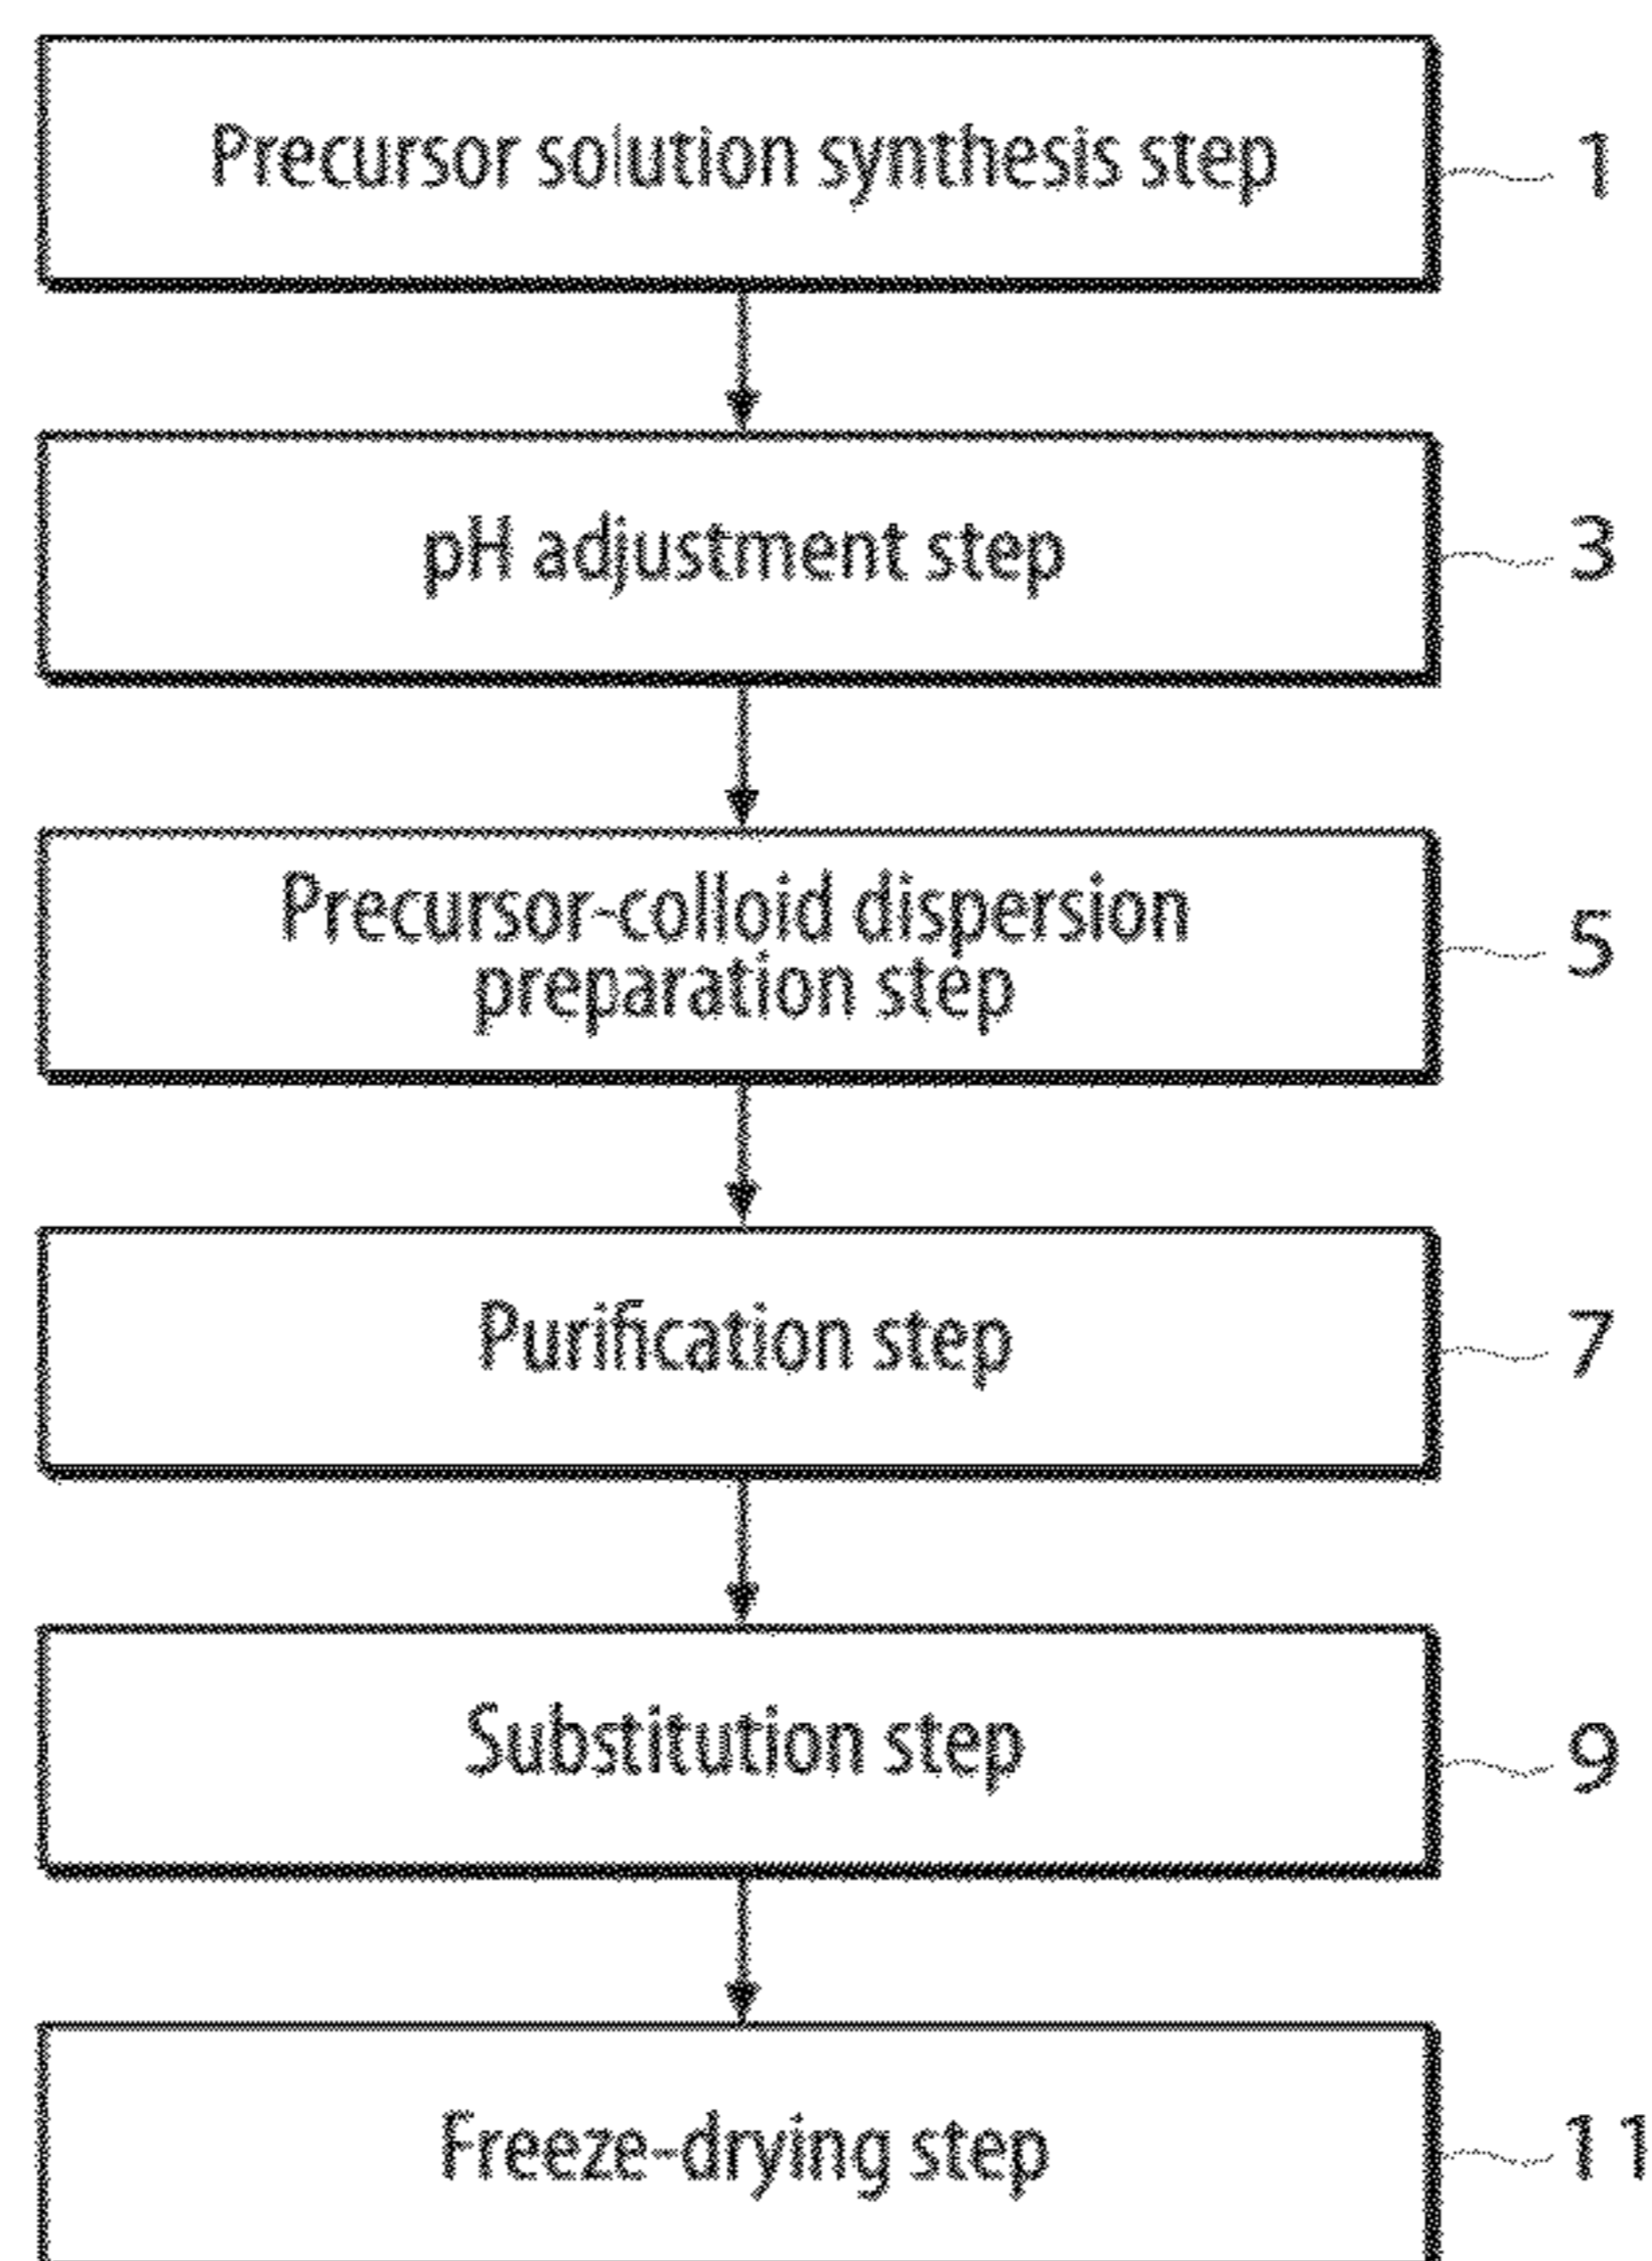 Precursor solution synthesis step
1
pH adjustment step
3
Precursor-colloid dispersion
preparation step
5
Purification step
7
Substitution step
9
Freeze-drying step
11